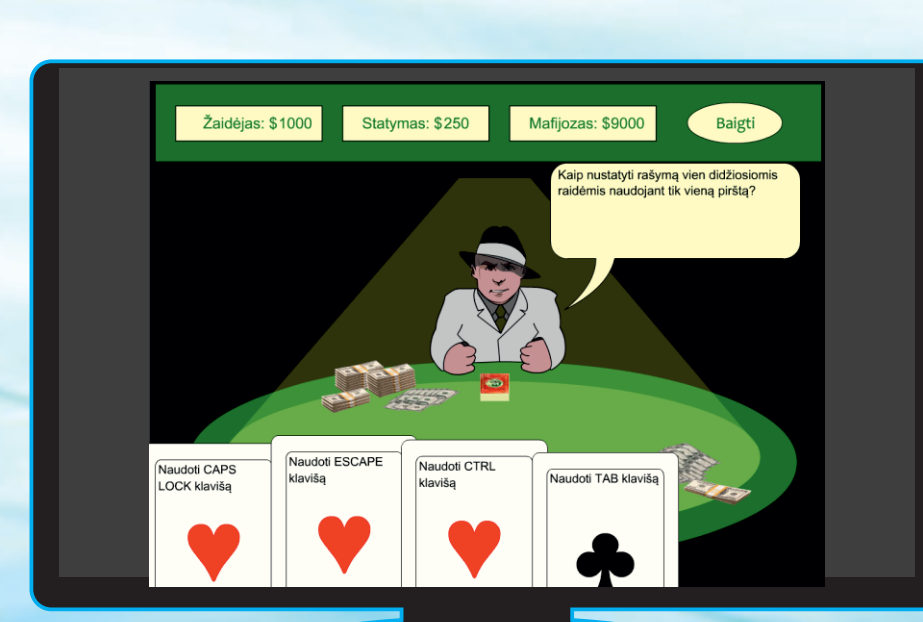 Žaidėjas: $1000
Statymas: $250
Mafijozas: $9000
Baigti
Kaip nustatyti rašymą vien didžiosiomis
raidėmis naudojant tik vieną pirštą?
Naudoti CAPS
LOCK klavišą
Naudoti ESCAPE
klavišą
Naudoti CTRL
klavišą
Naudoti TAB klavišą